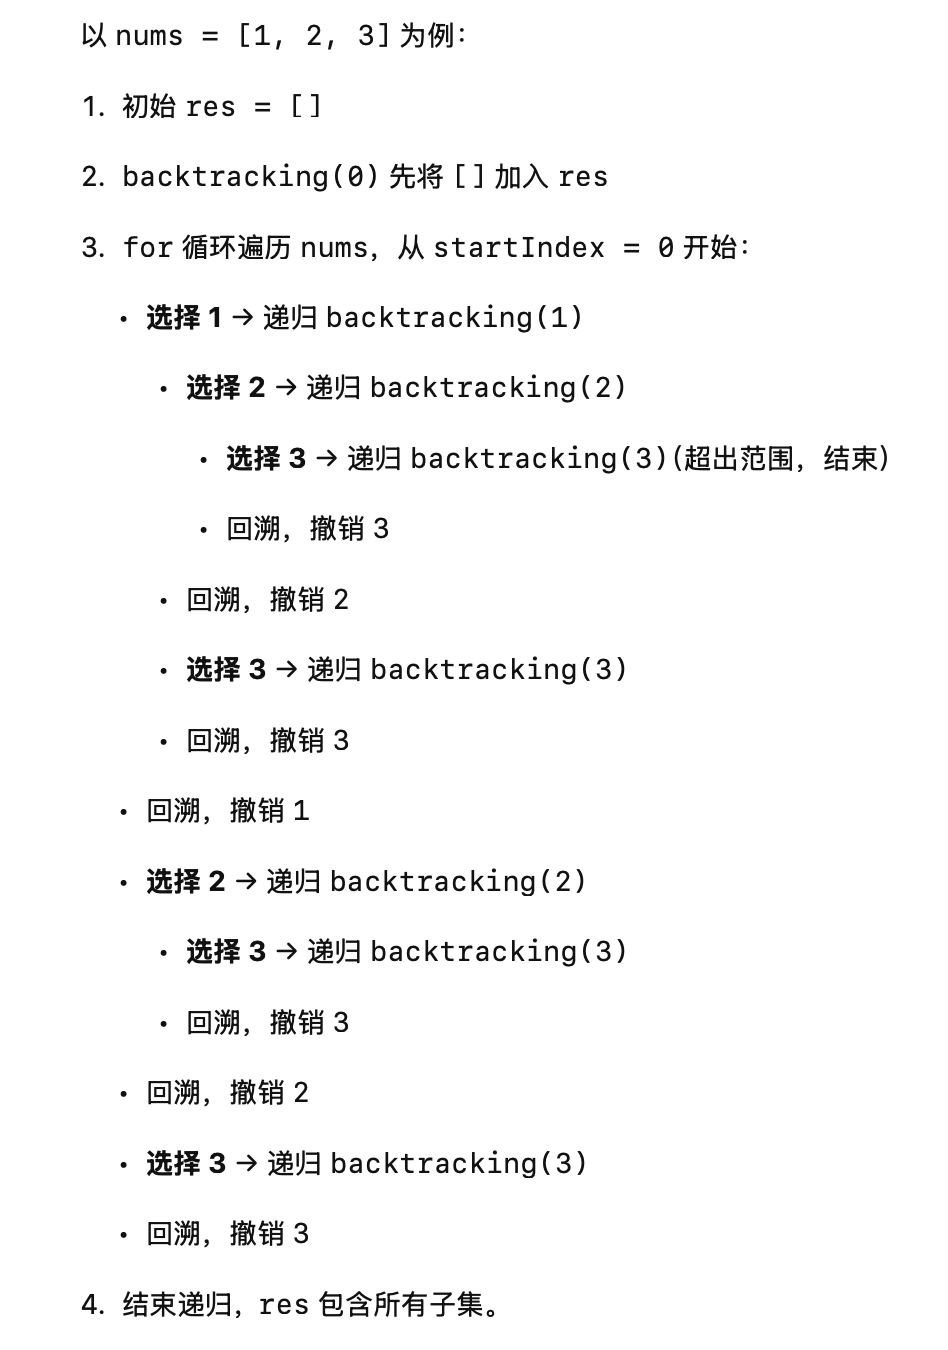 以 nums = [1, 2, 3] 为例：
1. 初始 res = []
2. backtracking(0) 先将 [] 加入 res
3. for 循环遍历 nums，从 startIndex = 0 开始：
• 选择 1 → 递归 backtracking(1)
• 选择 2 → 递归 backtracking(2)
• 选择 3 → 递归 backtracking(3)（超出范围，结束）
• 回溯，撤销 3
• 回溯，撤销 2
• 选择 3 → 递归 backtracking(3)
• 回溯，撤销 3
• 回溯，撤销 1
• 选择 2 → 递归 backtracking(2)
• 选择 3 → 递归 backtracking(3)
• 回溯，撤销 3
• 回溯，撤销 2
• 选择 3 → 递归 backtracking(3)
• 回溯，撤销 3
4. 结束递归，res 包含所有子集。